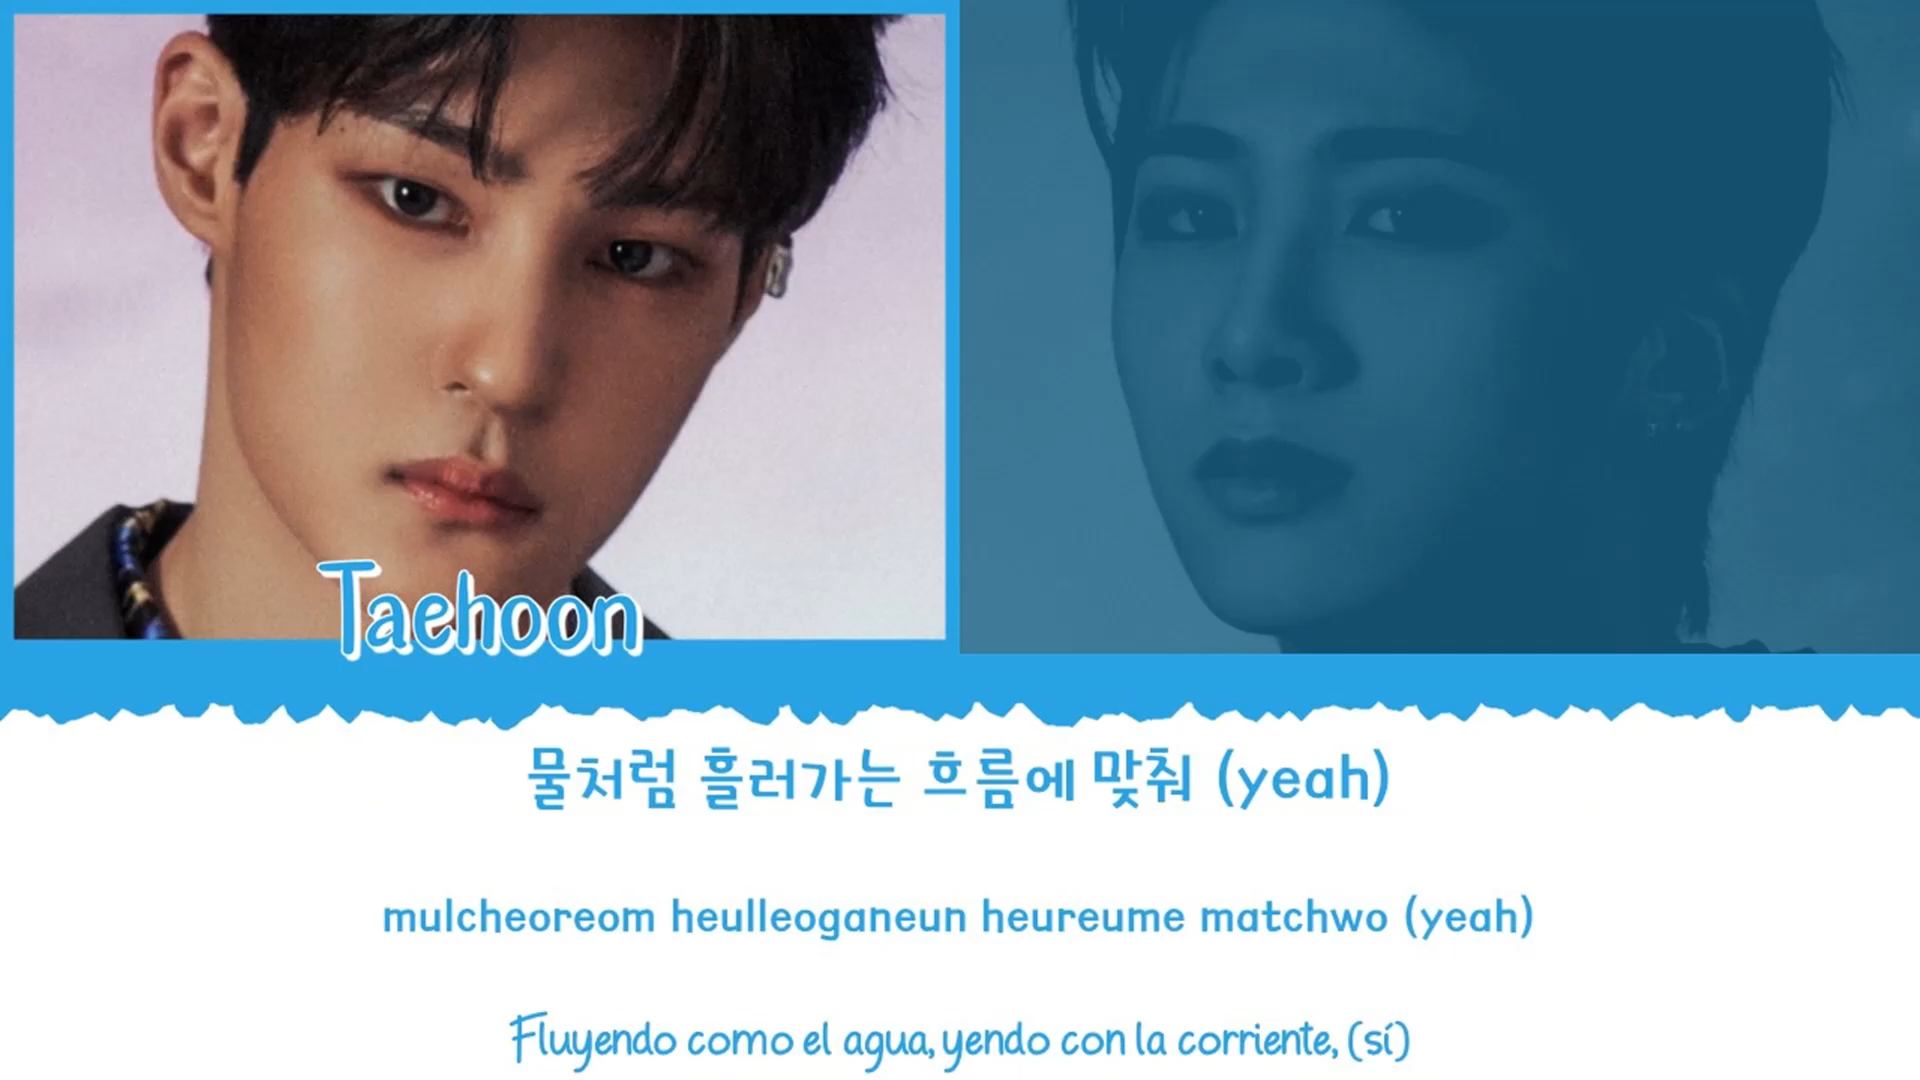 Taehoon
물처럼 흘러가는 흐름에 맞춰 (yeah)
mulcheoreom heulleoganeun heureume matchwo (yeah)
Fluyendo como el agua, yendo con la corriente, (sí)